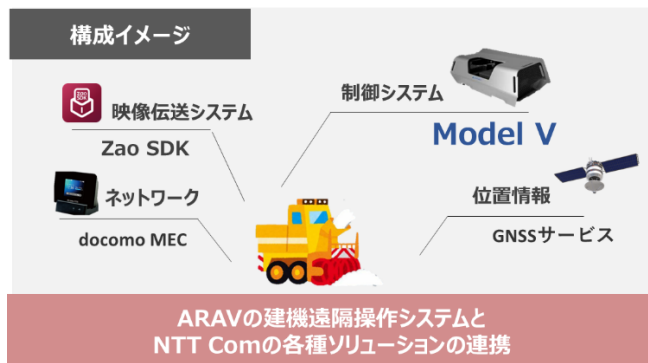 構成イメージ
映像伝送システム
Zao SDK
制御システム
Model V
ネットワーク
docomo MEC
位置情報
GNSSサービス
ARAVの建機遠隔操作システムと
NTT Comの各種ソリューションの連携